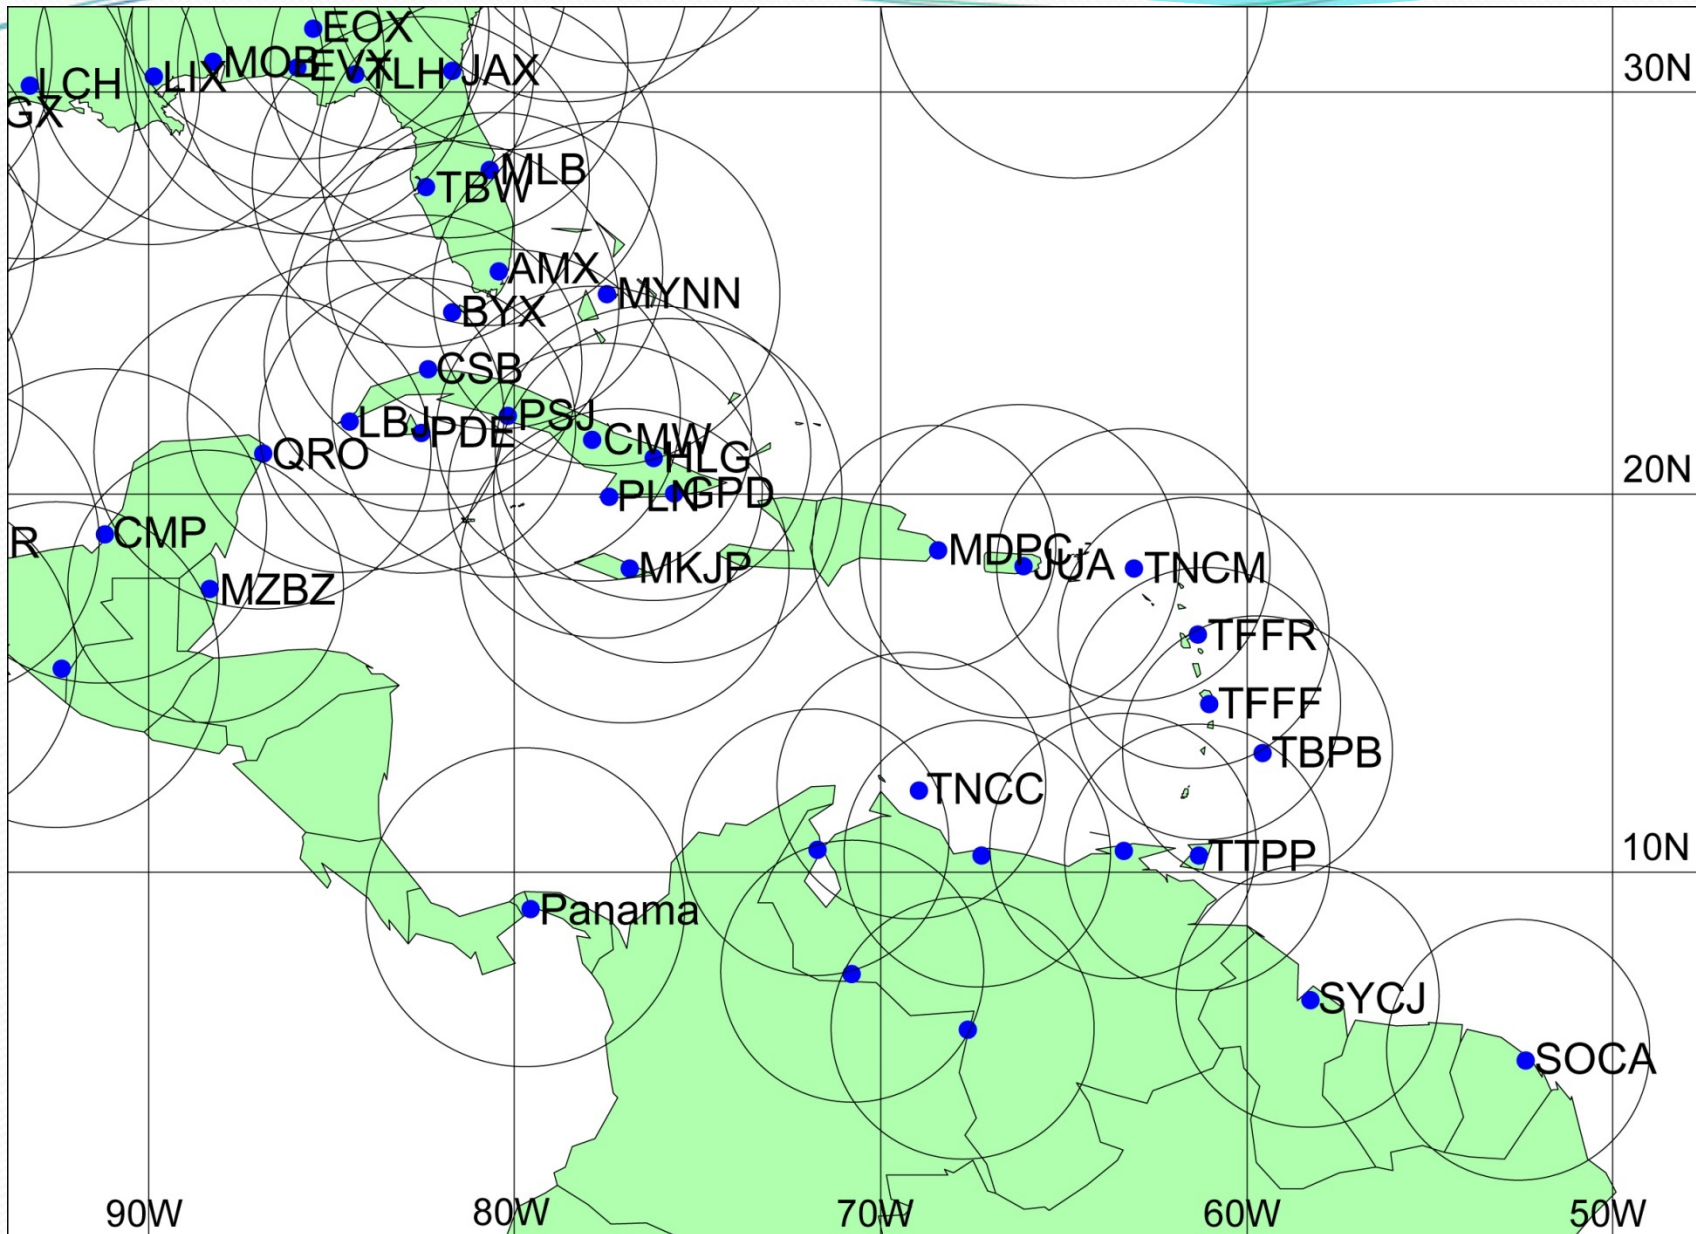 EOX
MOB
EVX
TLH
JAX
30N
LCH
LIX
GX
MLB
TBW
AMX
MYNN
BYX
CSB
LBJ
PDE
PSJ
CMW
HLG
QRO
20N
PLN
GPD
R
CMP
MDPC
JUA
TNCM
MKJP
MZBZ
TFFR
TFFF
TBPB
TNCC
TTPP
10N
Panama
SYCJ
SOCA
90W
80W
70W
60W
50W